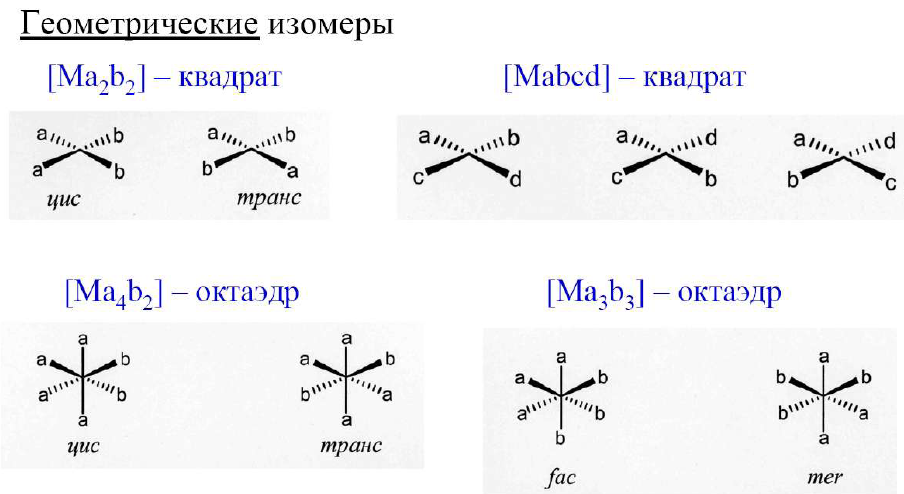 Геометрические изомеры
[Ma2b2] – квадрат
[Mabcd] – квадрат
a b a b
a b b a
цис транс
a b a d a d
c d c b b c
[Ma4b2] – октаэдр
[Ma3b3] – октаэдр
a a
a b a b
a b b a
a a
цис транс
a a
a b b b
a b b a
b a
fac mer